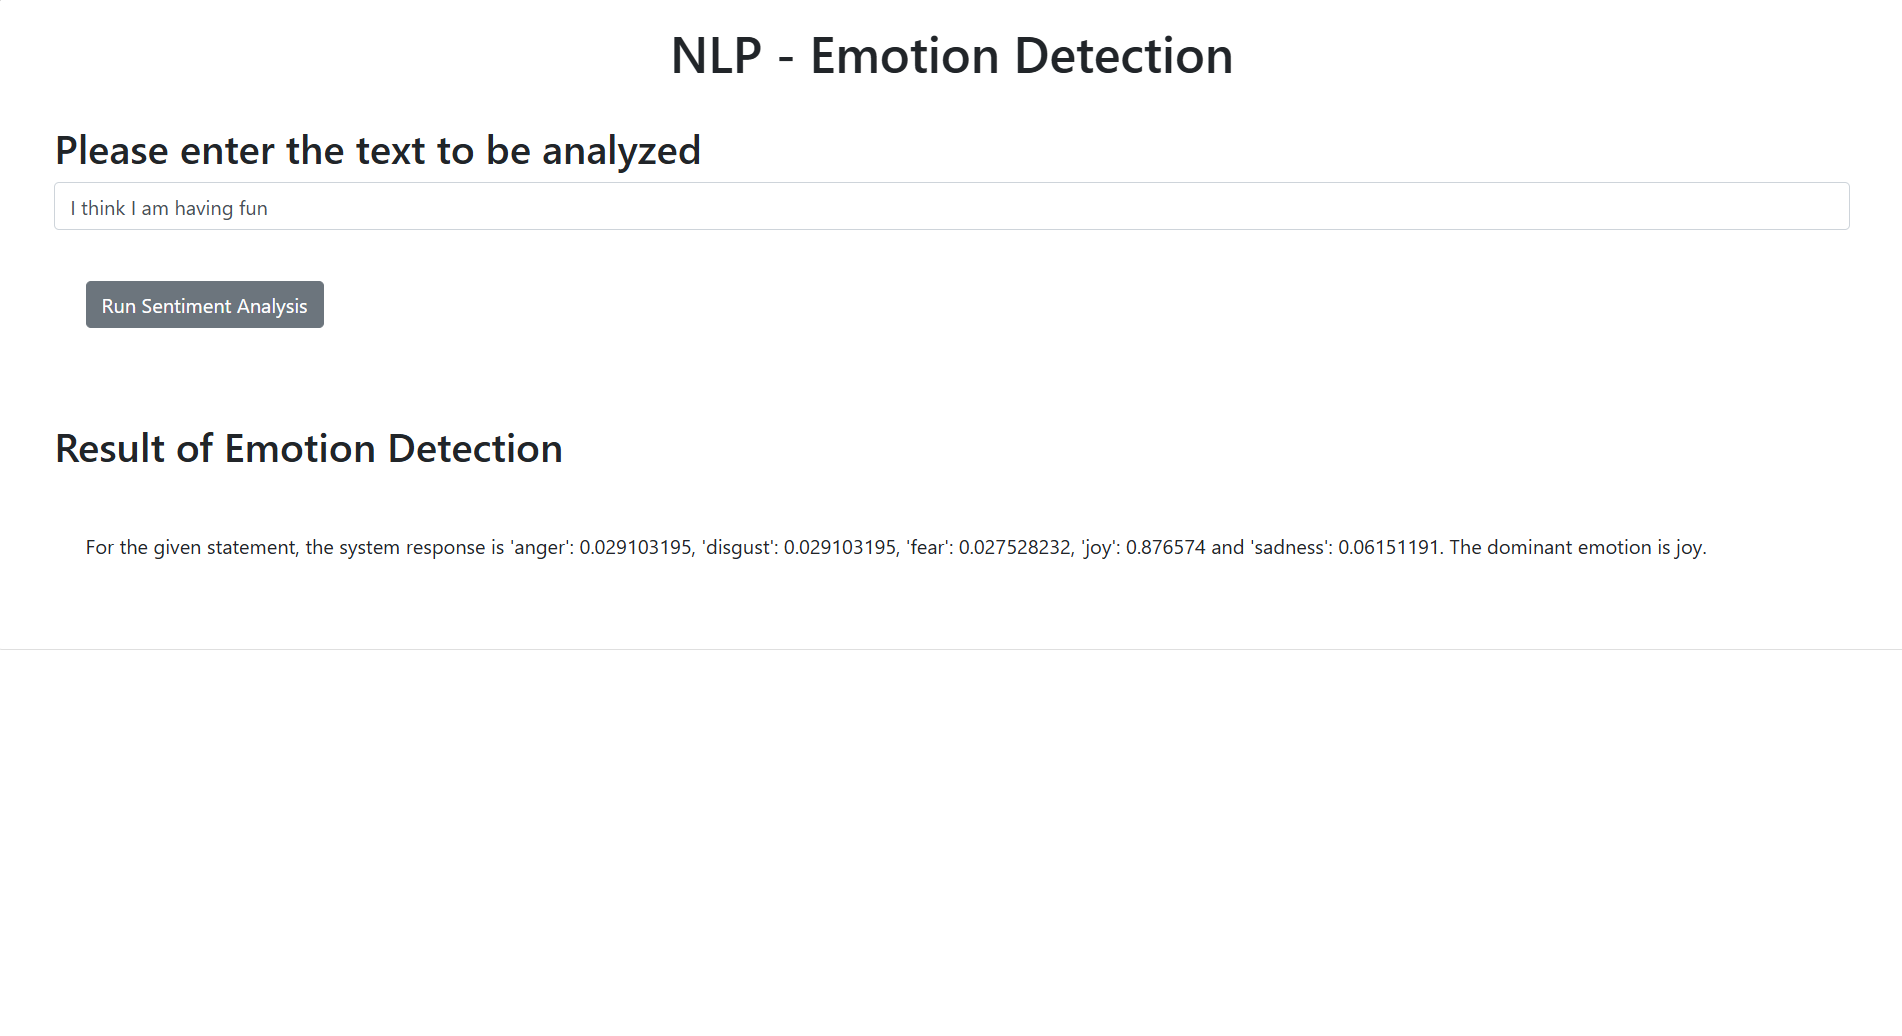 NLP - Emotion Detection
Please enter the text to be analyzed
I think I am having fun
Run Sentiment Analysis
Result of Emotion Detection
For the given statement, the system response is 'anger': 0.029103195, 'disgust': 0.029103195, 'fear': 0.027528232, 'joy': 0.876574 and 'sadness': 0.06151191. The dominant emotion is joy.